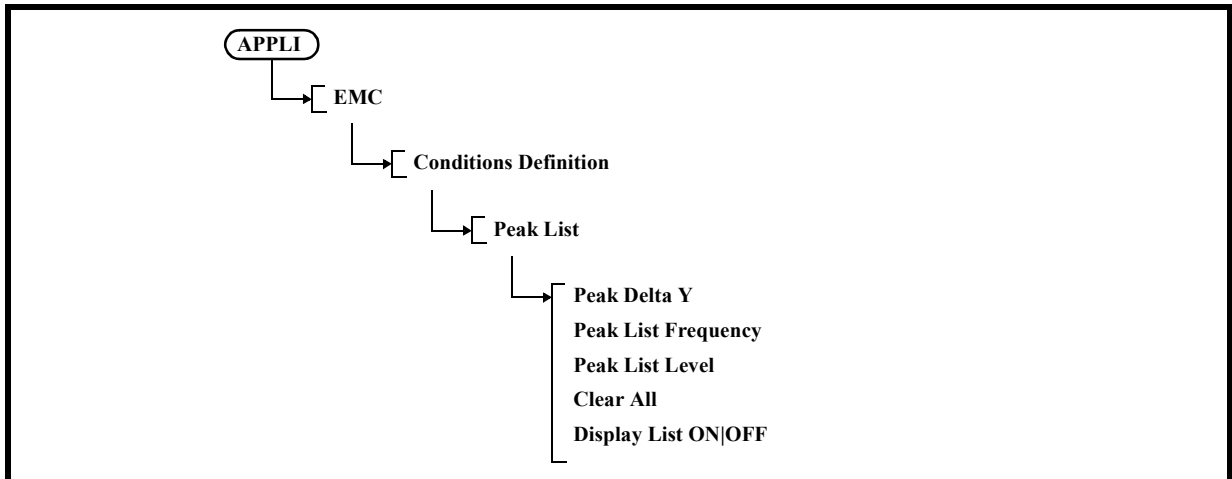 APPLI
EMC
Conditions Definition
Peak List
Peak Delta Y
Peak List Frequency
Peak List Level
Clear All
Display List ON|OFF